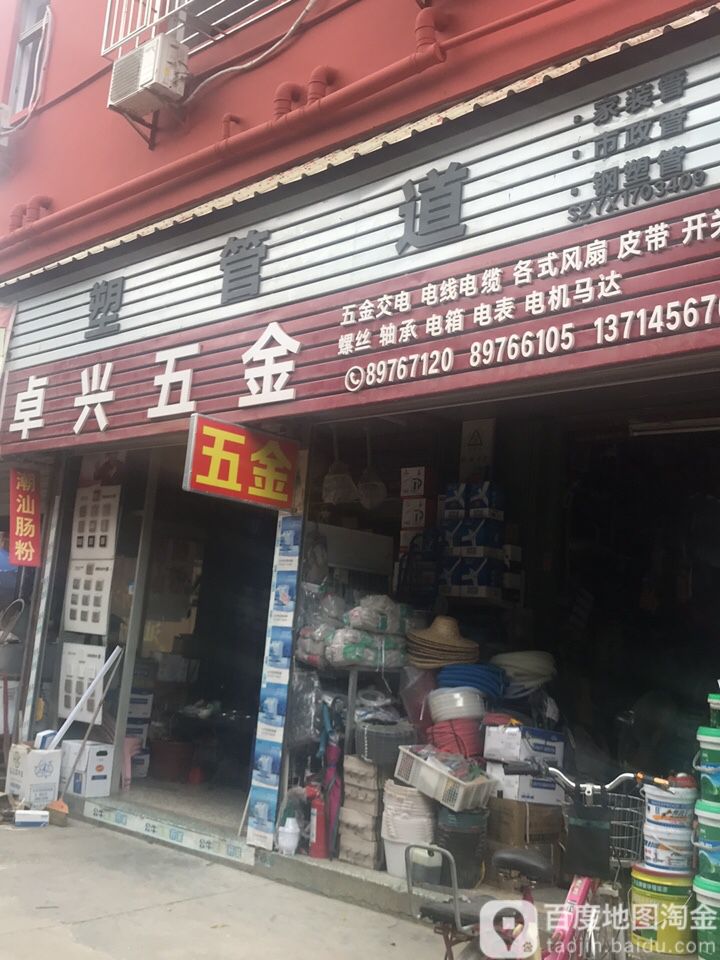 塑 管 道
·家装管
·市政管
·钢塑管
SZYZ1703409
卓兴五金
五金交电 电线电缆 各式风扇 皮带 开关
螺丝 轴承 电箱 电表 电机马达
89767120 89766105 13714567
五金
潮汕肠粉
百度地图淘金
taojin.baidu.com